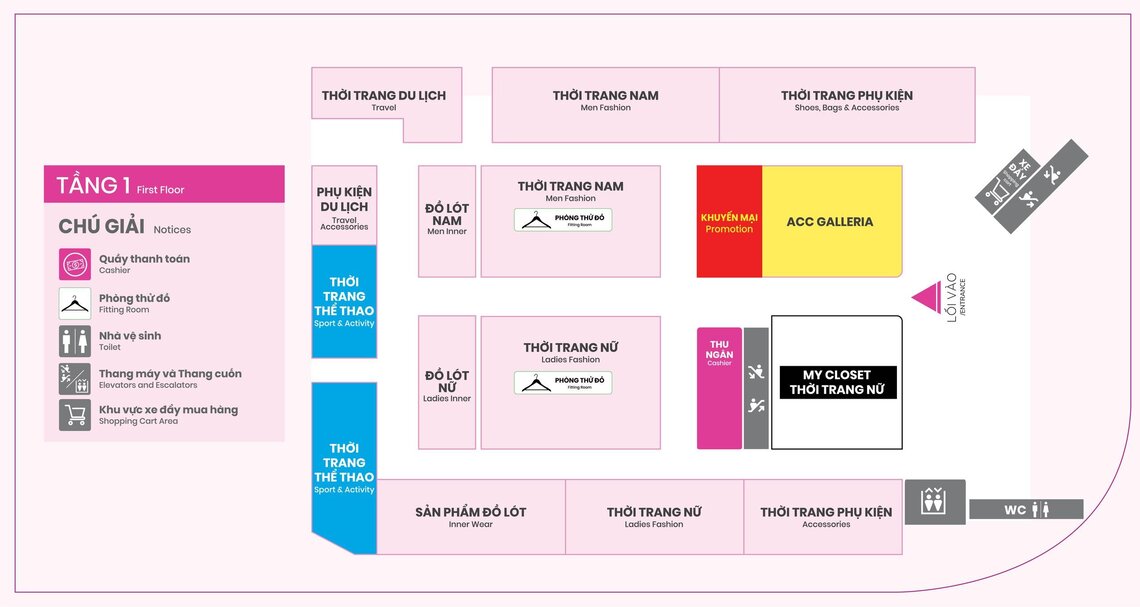 TẦNG 1 First Floor
CHÚ GIẢI Notices
Quầy thanh toán
Cashier
Phòng thử đồ
Fitting Room
Nhà vệ sinh
Toilet
Thang máy và Thang cuốn
Elevators and Escalators
Khu vực xe đẩy mua hàng
Shopping Cart Area
THỜI TRANG DU LỊCH
Travel
THỜI TRANG NAM
Men Fashion
THỜI TRANG PHỤ KIỆN
Shoes, Bags & Accessories
PHỤ KIỆN
DU LỊCH
Travel
Accessories
ĐỒ LÓT
NAM
Men Inner
THỜI TRANG NAM
Men Fashion
PHÒNG THỬ ĐỒ
Fitting Room
KHUYẾN MẠI
Promotion
ACC GALLERIA
XE
ĐẨY
Shopping
cart
THỜI
TRANG
THỂ THAO
Sport & Activity
LỐI VÀO
/ENTRANCE
ĐỒ LÓT
NỮ
Ladies Inner
THỜI TRANG NỮ
Ladies Fashion
PHÒNG THỬ ĐỒ
Fitting Room
THU
NGÂN
Cashier
MY CLOSET
THỜI TRANG NỮ
THỜI
TRANG
THỂ THAO
Sport & Activity
SẢN PHẨM ĐỒ LÓT
Inner Wear
THỜI TRANG NỮ
Ladies Fashion
THỜI TRANG PHỤ KIỆN
Accessories
WC